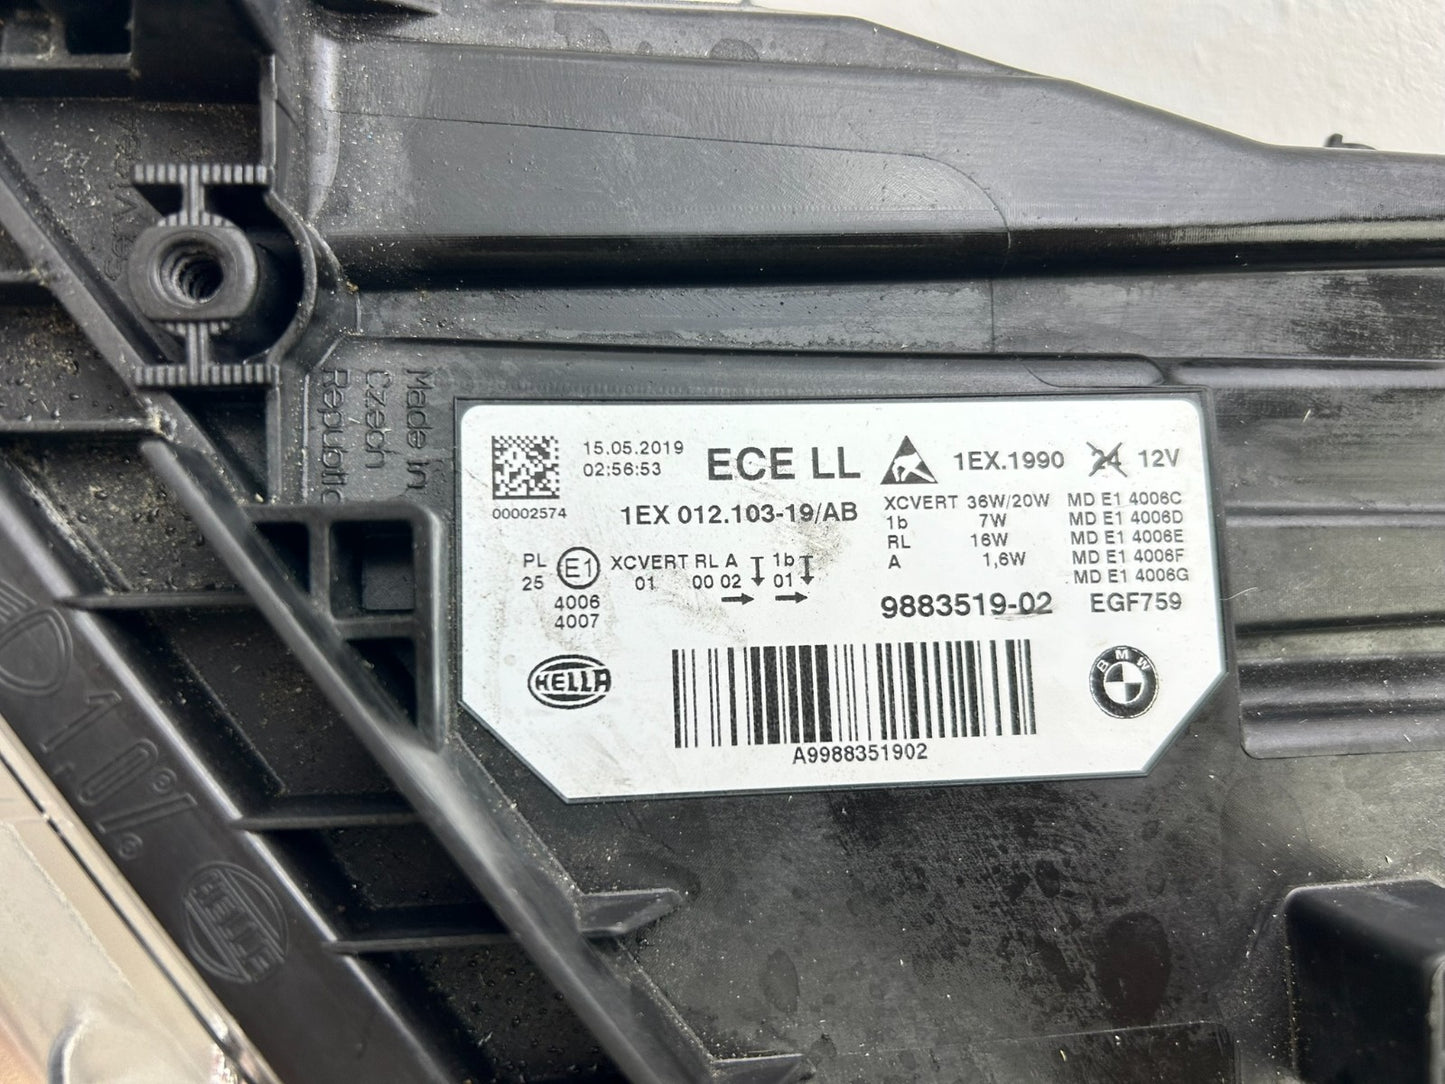 Made in
Czech
Republic
15.05.2019
02:56:53
00002574
ECE LL
1EX.1990 24 12V
1EX 012.103-19/AB
XCVERT 36W/20W
1b 7W
RL 16W
A 1,6W
MD E1 4006C
MD E1 4006D
MD E1 4006E
MD E1 4006F
MD E1 4006G
PL
25
E1
4006
4007
XCVERT RL A 1b
01 00 02 01
9883519-02
EGF759
HELLA
BMW
A9988351902
1,0%
HELLA